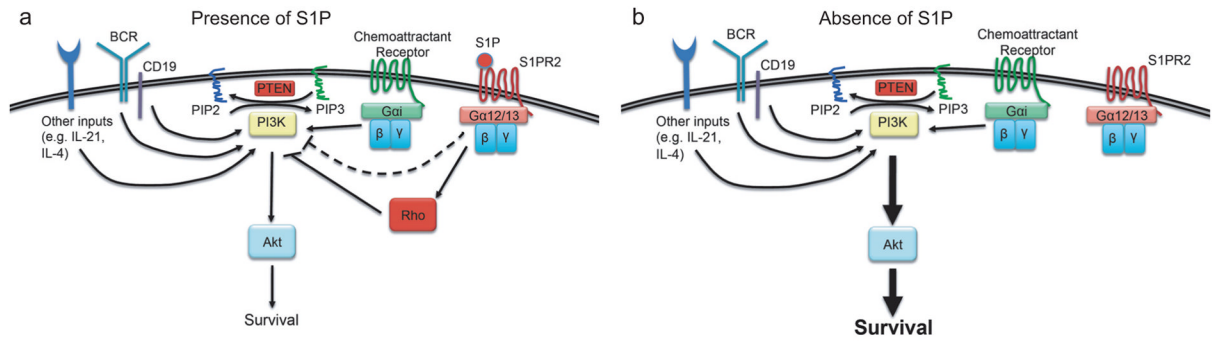 a
Presence of S1P
BCR
CD19
Chemoattractant
Receptor
S1P
S1PR2
PTEN
PIP2
PIP3
Other inputs
(e.g. IL-21,
IL-4)
PI3K
Gαi
β γ
Gα12/13
β γ
Rho
Akt
Survival
b
Absence of S1P
BCR
CD19
Chemoattractant
Receptor
S1PR2
PTEN
PIP2
PIP3
Other inputs
(e.g. IL-21,
IL-4)
PI3K
Gαi
β γ
Gα12/13
β γ
Akt
Survival